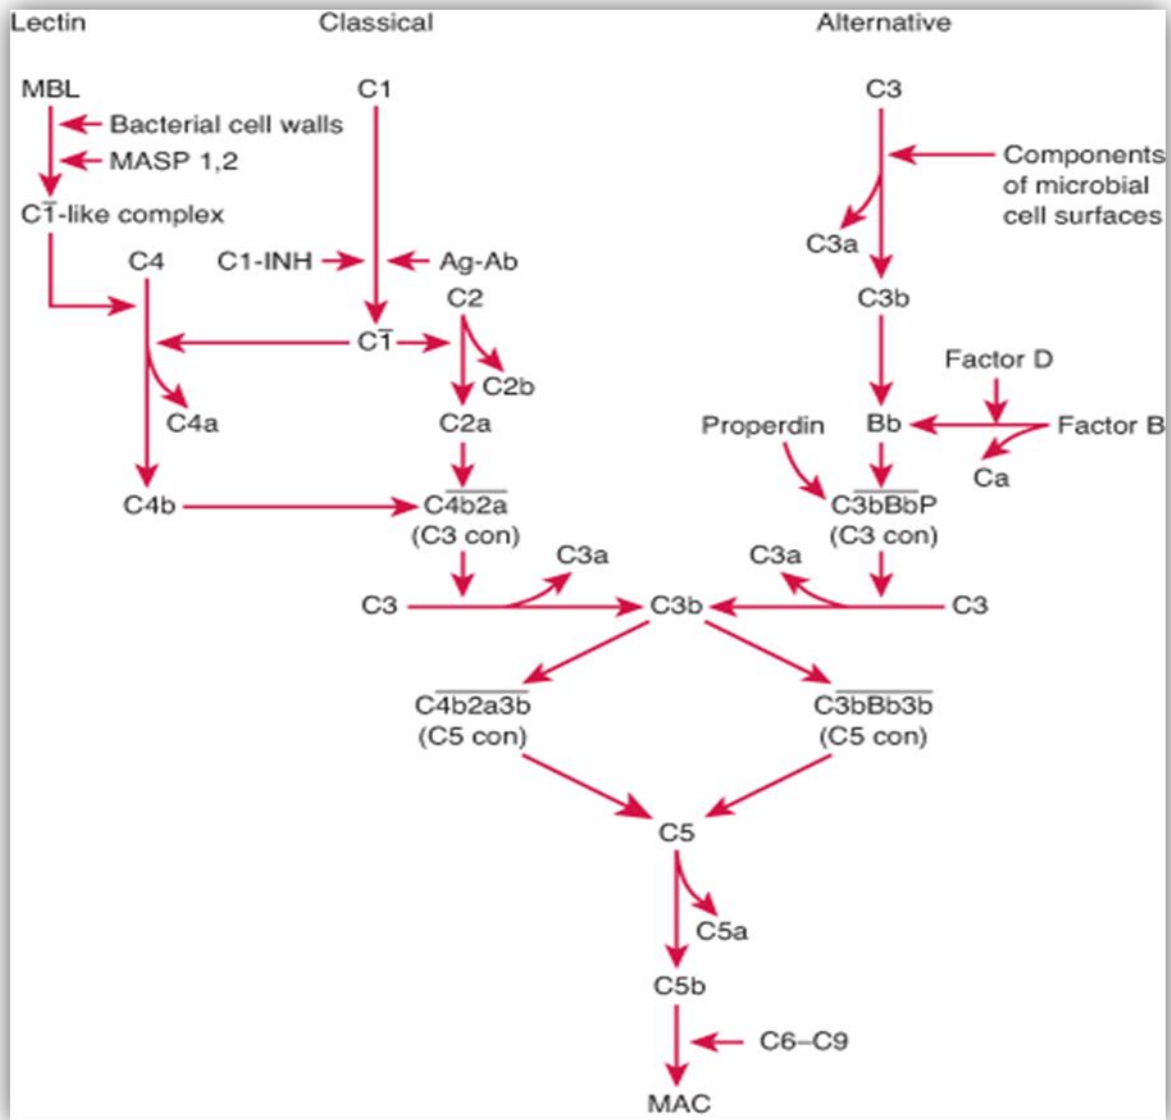 Lectin
Classical
Alternative
MBL
C1
C3
Bacterial cell walls
MASP 1,2
Components
of microbial
cell surfaces
C1̅-like complex
C3a
C4
C1-INH
Ag-Ab
C2
C3b
C1̅
Factor D
C2b
C4a
C2a
Properdin
Bb
Factor B
Ca
C4b
C4̅b̅2̅a̅
(C3 con)
C3̅b̅B̅b̅P
(C3 con)
C3a
C3a
C3
C3b
C3
C4̅b̅2̅a̅3̅b̅
(C5 con)
C3̅b̅B̅b̅3̅b̅
(C5 con)
C5
C5a
C5b
C6–C9
MAC